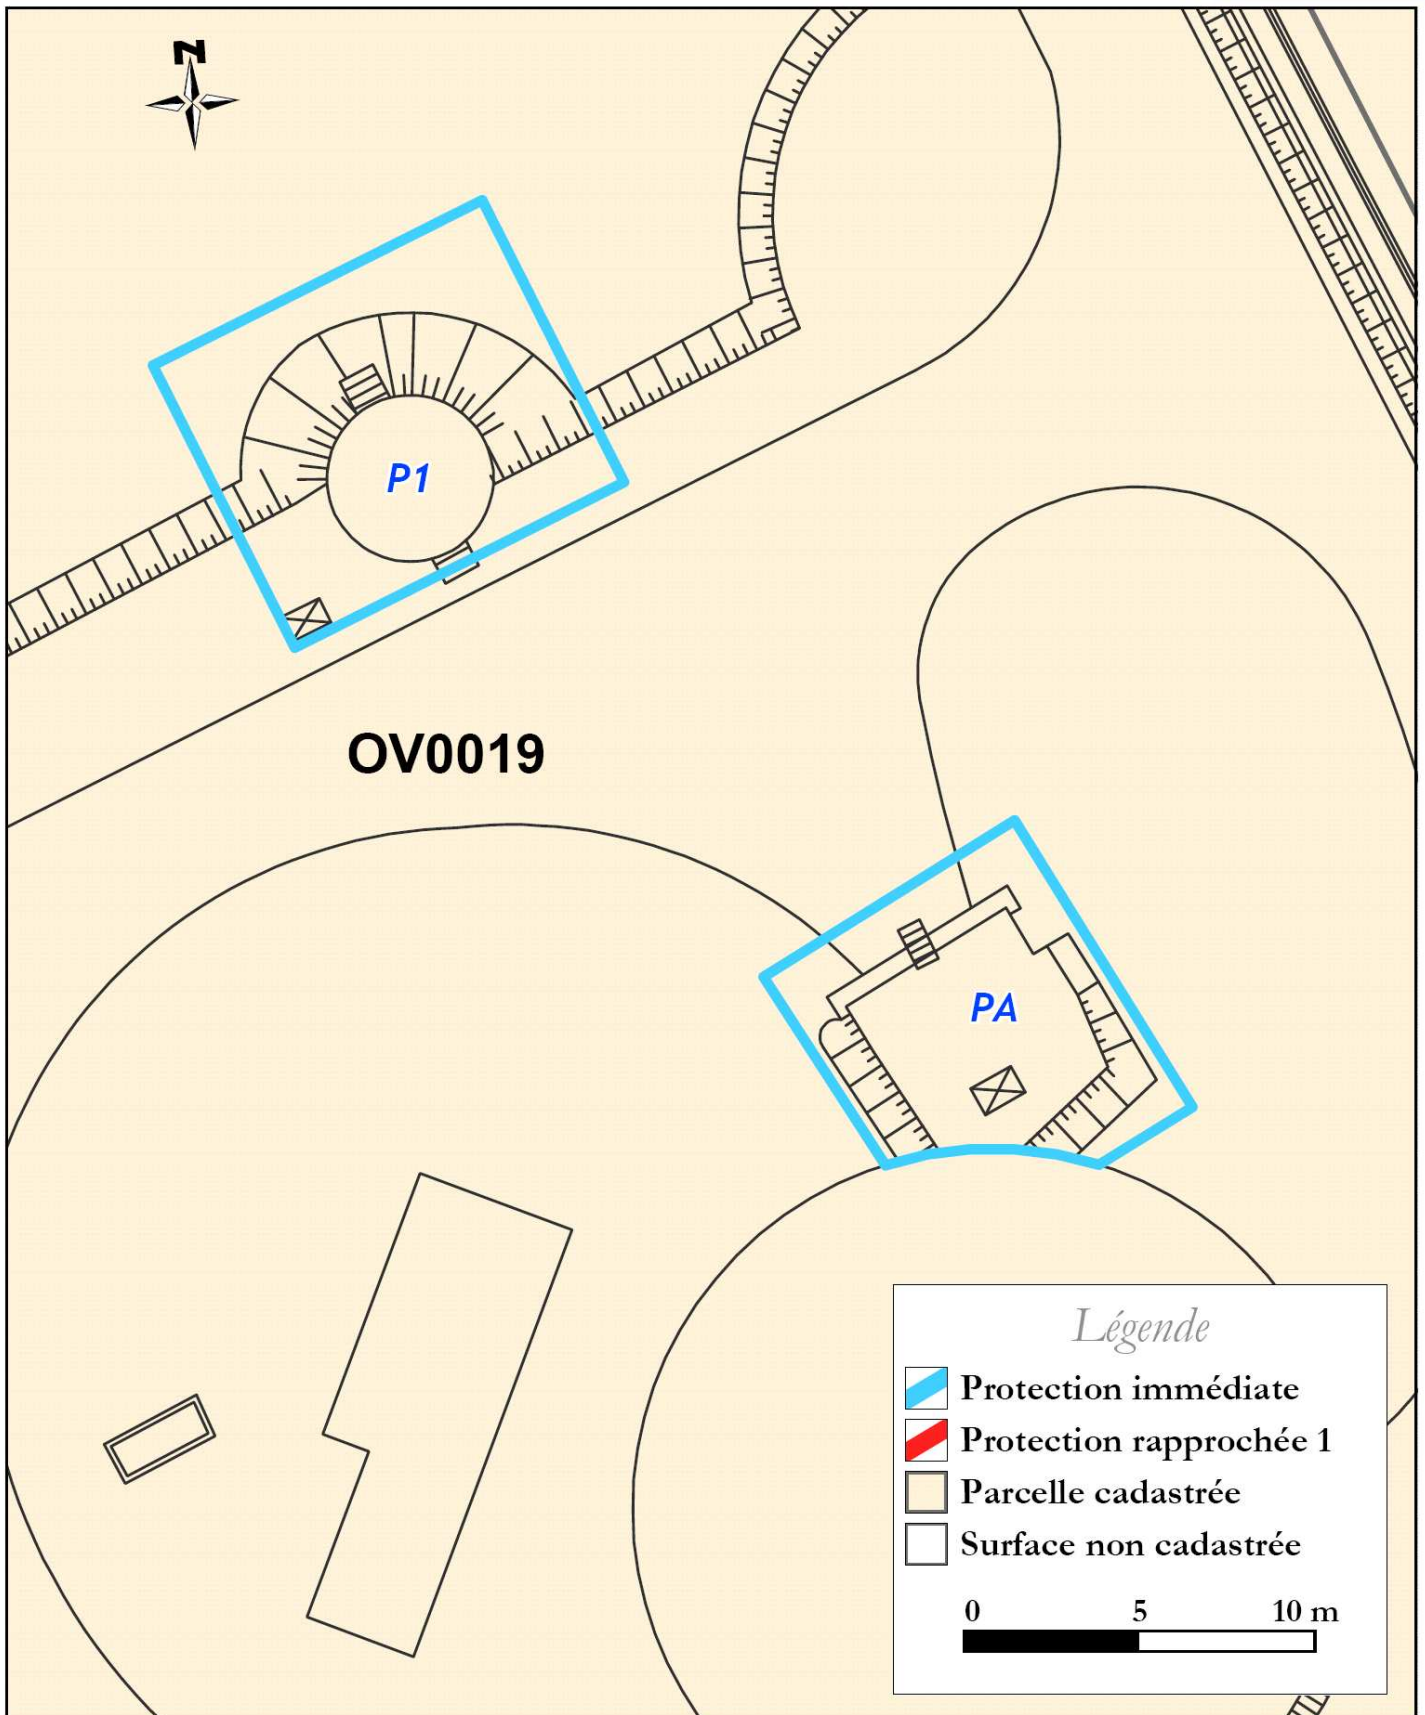 N
P1
OV0019
PA
Légende
Protection immédiate
Protection rapprochée 1
Parcelle cadastrée
Surface non cadastrée
0 5 10 m